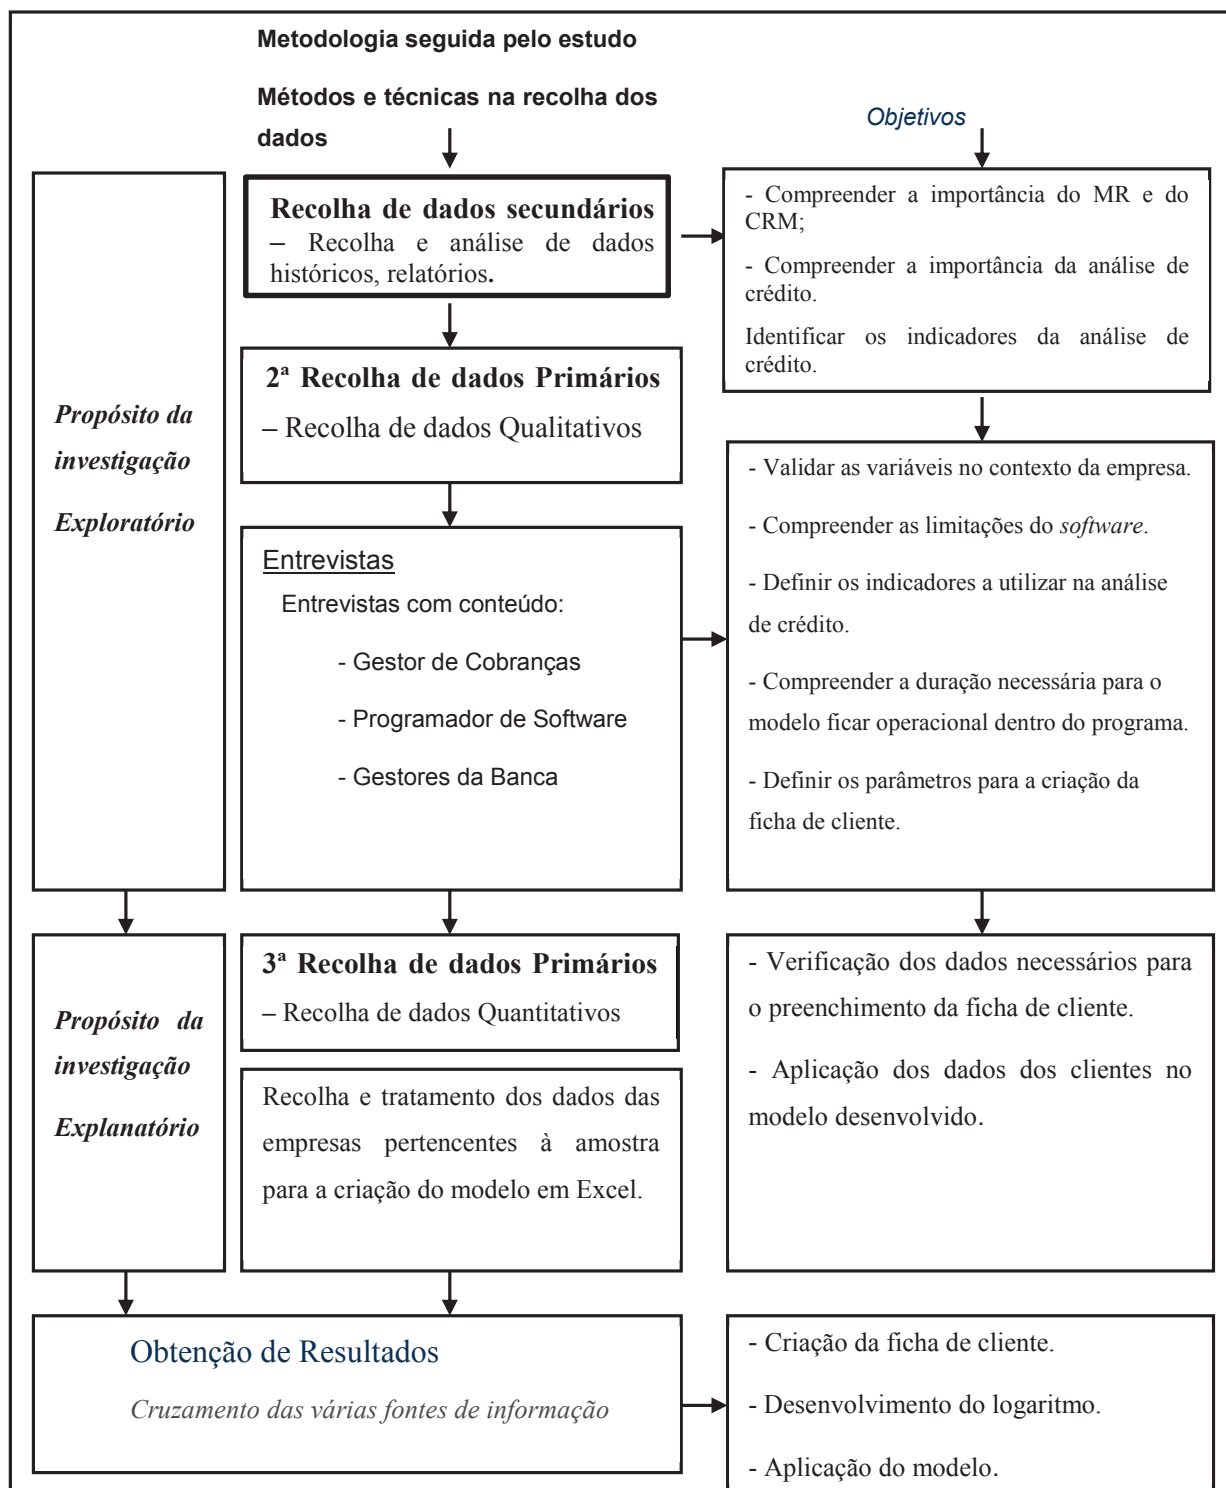 Metodologia seguida pelo estudo
Métodos e técnicas na recolha dos
dados
Objetivos
Recolha de dados secundários
– Recolha e análise de dados
históricos, relatórios.
- Compreender a importância do MR e do
CRM;
- Compreender a importância da análise de
crédito.
Identificar os indicadores da análise de
crédito.
2ª Recolha de dados Primários
– Recolha de dados Qualitativos
Propósito da
investigação
Exploratório
Entrevistas
Entrevistas com conteúdo:
- Gestor de Cobranças
- Programador de Software
- Gestores da Banca
- Validar as variáveis no contexto da empresa.
- Compreender as limitações do software.
- Definir os indicadores a utilizar na análise
de crédito.
- Compreender a duração necessária para o
modelo ficar operacional dentro do programa.
- Definir os parâmetros para a criação da
ficha de cliente.
Propósito da
investigação
Explanatório
3ª Recolha de dados Primários
– Recolha de dados Quantitativos
Recolha e tratamento dos dados das
empresas pertencentes à amostra
para a criação do modelo em Excel.
- Verificação dos dados necessários para
o preenchimento da ficha de cliente.
- Aplicação dos dados dos clientes no
modelo desenvolvido.
Obtenção de Resultados
Cruzamento das várias fontes de informação
- Criação da ficha de cliente.
- Desenvolvimento do logaritmo.
- Aplicação do modelo.